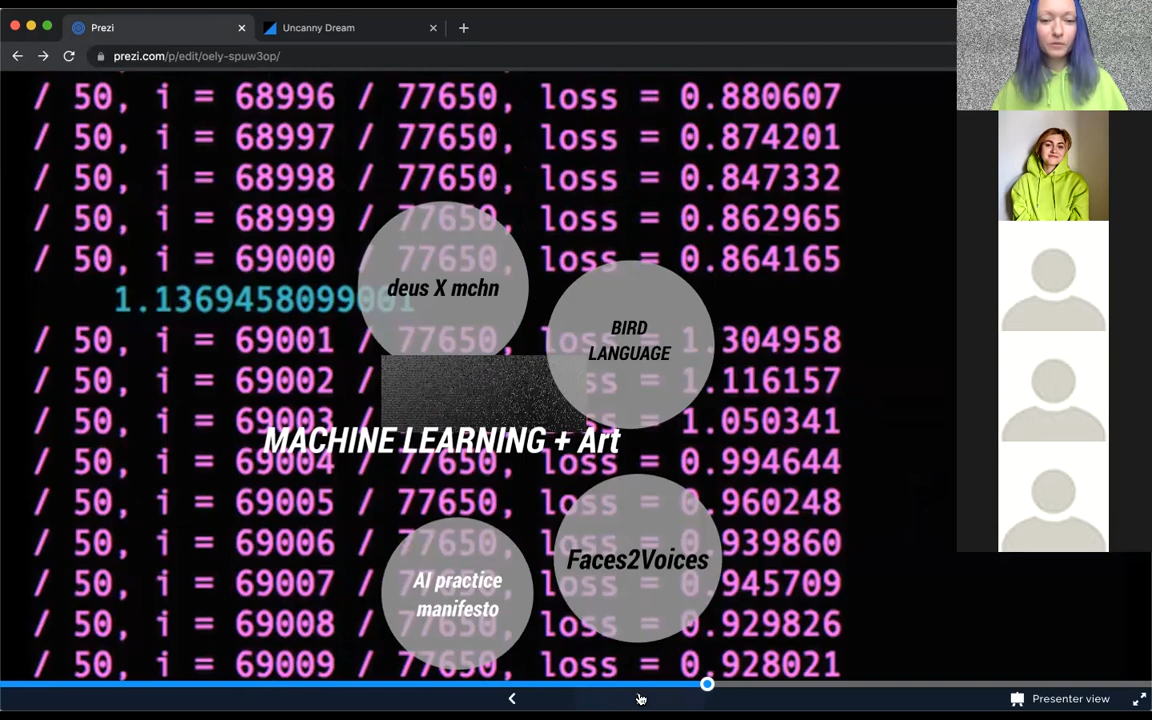 Prezi
Uncanny Dream
prezi.com/p/edit/oely-spuw3op/
/ 50, i = 68996 / 77650, loss = 0.880607
/ 50, i = 68997 / 77650, loss = 0.874201
/ 50, i = 68998 / 77650, loss = 0.847332
/ 50, i = 68999 / 77650, loss = 0.862965
/ 50, i = 69000 / 77650, loss = 0.864165
deus X mchn
1.1369458099001
BIRD
LANGUAGE
/ 50, i = 69001 / 77650, loss = 1.304958
/ 50, i = 69002 / 77650, loss = 1.116157
/ 50, i = 69003 / 77650, loss = 1.050341
MACHINE LEARNING + Art
/ 50, i = 69004 / 77650, loss = 0.994644
/ 50, i = 69005 / 77650, loss = 0.960248
/ 50, i = 69006 / 77650, loss = 0.939860
Faces2Voices
AI practice
manifesto
/ 50, i = 69007 / 77650, loss = 0.945709
/ 50, i = 69008 / 77650, loss = 0.929826
/ 50, i = 69009 / 77650, loss = 0.928021
Presenter view